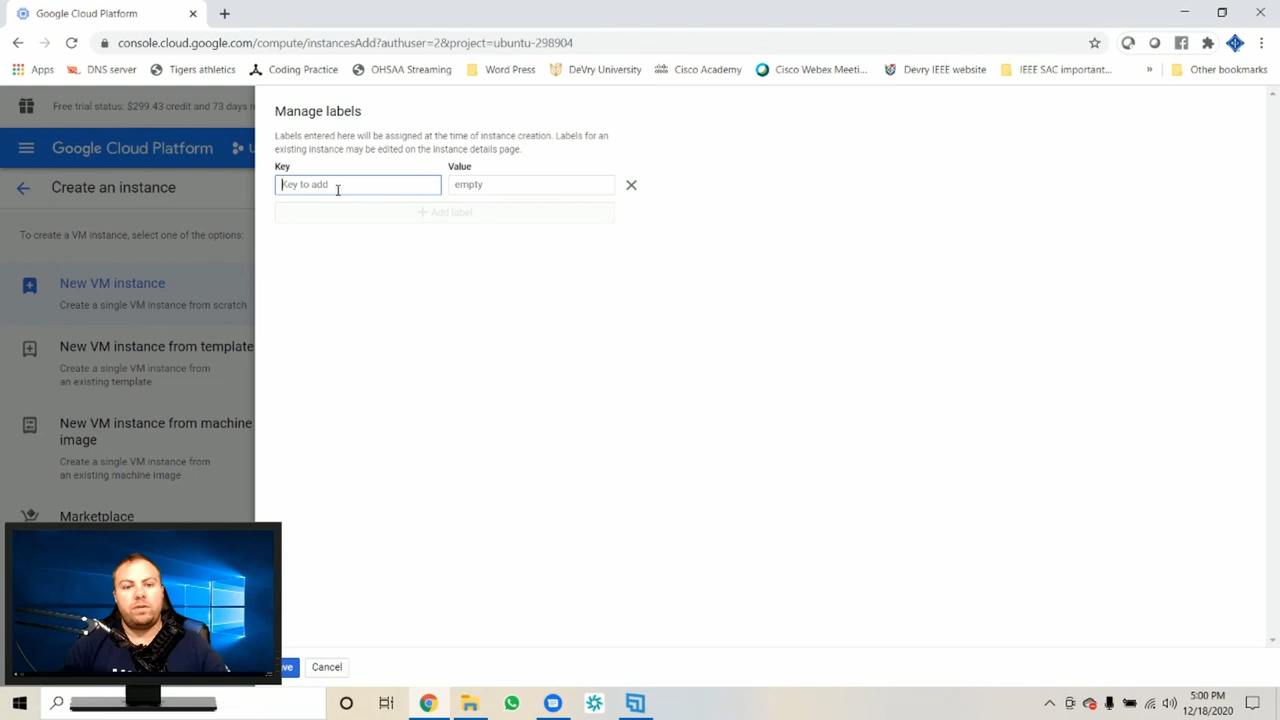 Google Cloud Platform
console.cloud.google.com/compute/instancesAdd?authuser=2&project=ubuntu-298904
Apps
DNS server
Tigers athletics
Coding Practice
OHSAA Streaming
Word Press
DeVry University
Cisco Academy
Cisco Webex Meeti...
Devry IEEE website
IEEE SAC important...
»
Other bookmarks
Free trial status: $299.43 credit and 73 days r
Google Cloud Platform
Create an instance
To create a VM instance, select one of the options:
New VM instance
Create a single VM instance from scratch
New VM instance from template
Create a single VM instance from
an existing template
New VM instance from machine
image
Create a single VM instance from
an existing machine image
Marketplace
Manage labels
Labels entered here will be assigned at the time of instance creation. Labels for an
existing instance may be edited on the instance details page.
Key Value
Key to add empty
+ Add label
Cancel
5:00 PM
12/18/2020